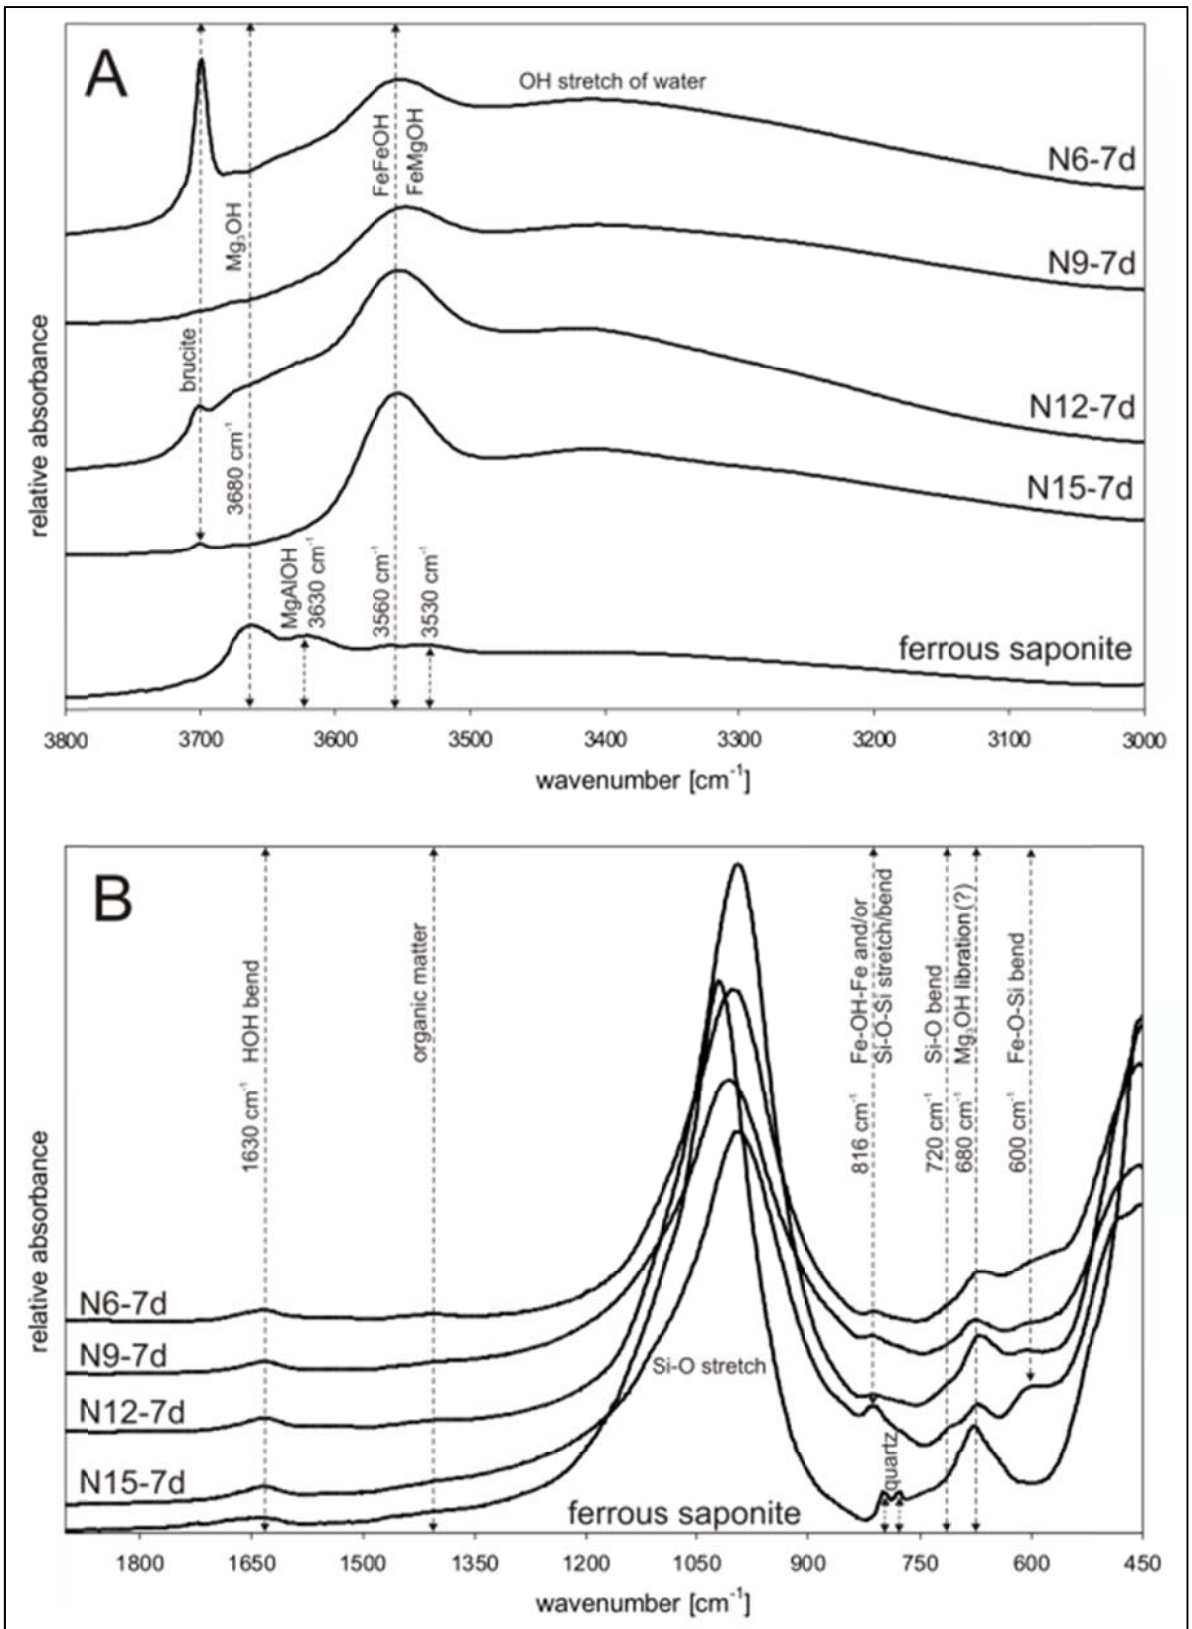 A
OH stretch of water
N6-7d
FeFeOH
FeMgOH
Mg3OH
N9-7d
brucite
N12-7d
3680 cm-1
N15-7d
MgAlOH
3630 cm-1
3560 cm-1
3530 cm-1
ferrous saponite
relative absorbance
3800 3700 3600 3500 3400 3300 3200 3100 3000
wavenumber [cm-1]
B
1630 cm-1 HOH bend
organic matter
816 cm-1 Fe-OH-Fe and/or
Si-O-Si stretch/bend
720 cm-1 Si-O bend
680 cm-1 Mg3OH libration(?)
600 cm-1 Fe-O-Si bend
N6-7d
N9-7d
Si-O stretch
N12-7d
quartz
N15-7d
ferrous saponite
relative absorbance
1800 1650 1500 1350 1200 1050 900 750 600 450
wavenumber [cm-1]